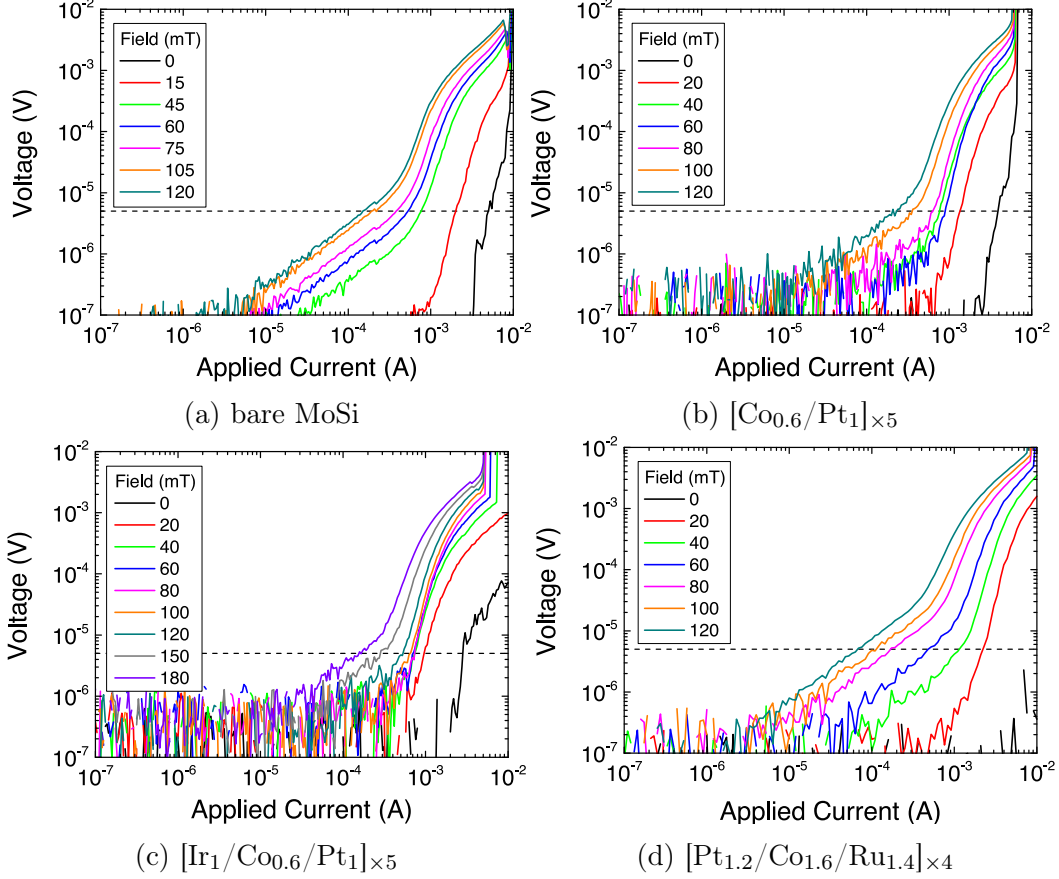 10⁻²
10⁻³
10⁻⁴
10⁻⁵
10⁻⁶
10⁻⁷
Voltage (V)
Field (mT)
0
15
45
60
75
105
120
10⁻⁷ 10⁻⁶ 10⁻⁵ 10⁻⁴ 10⁻³ 10⁻²
Applied Current (A)
(a) bare MoSi
10⁻²
10⁻³
10⁻⁴
10⁻⁵
10⁻⁶
10⁻⁷
Voltage (V)
Field (mT)
0
20
40
60
80
100
120
10⁻⁷ 10⁻⁶ 10⁻⁵ 10⁻⁴ 10⁻³ 10⁻²
Applied Current (A)
(b) [Co₀.₆/Pt₁]×₅
10⁻²
10⁻³
10⁻⁴
10⁻⁵
10⁻⁶
10⁻⁷
Voltage (V)
Field (mT)
0
20
40
60
80
100
120
150
180
10⁻⁷ 10⁻⁶ 10⁻⁵ 10⁻⁴ 10⁻³ 10⁻²
Applied Current (A)
(c) [Ir₁/Co₀.₆/Pt₁]×₅
10⁻²
10⁻³
10⁻⁴
10⁻⁵
10⁻⁶
10⁻⁷
Voltage (V)
Field (mT)
0
20
40
60
80
100
120
10⁻⁷ 10⁻⁶ 10⁻⁵ 10⁻⁴ 10⁻³ 10⁻²
Applied Current (A)
(d) [Pt₁.₂/Co₁.₆/Ru₁.₄]×₄